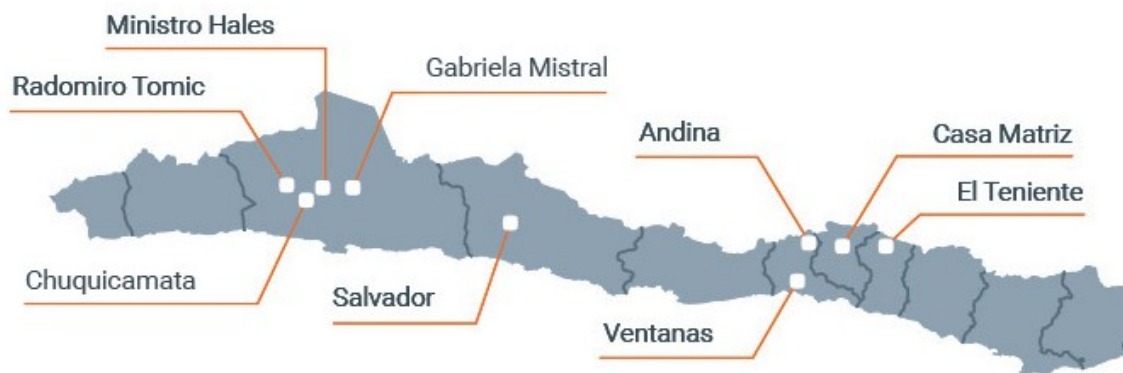 Ministro Hales
Radomiro Tomic
Gabriela Mistral
Andina
Casa Matriz
El Teniente
Chuquicamata
Salvador
Ventanas